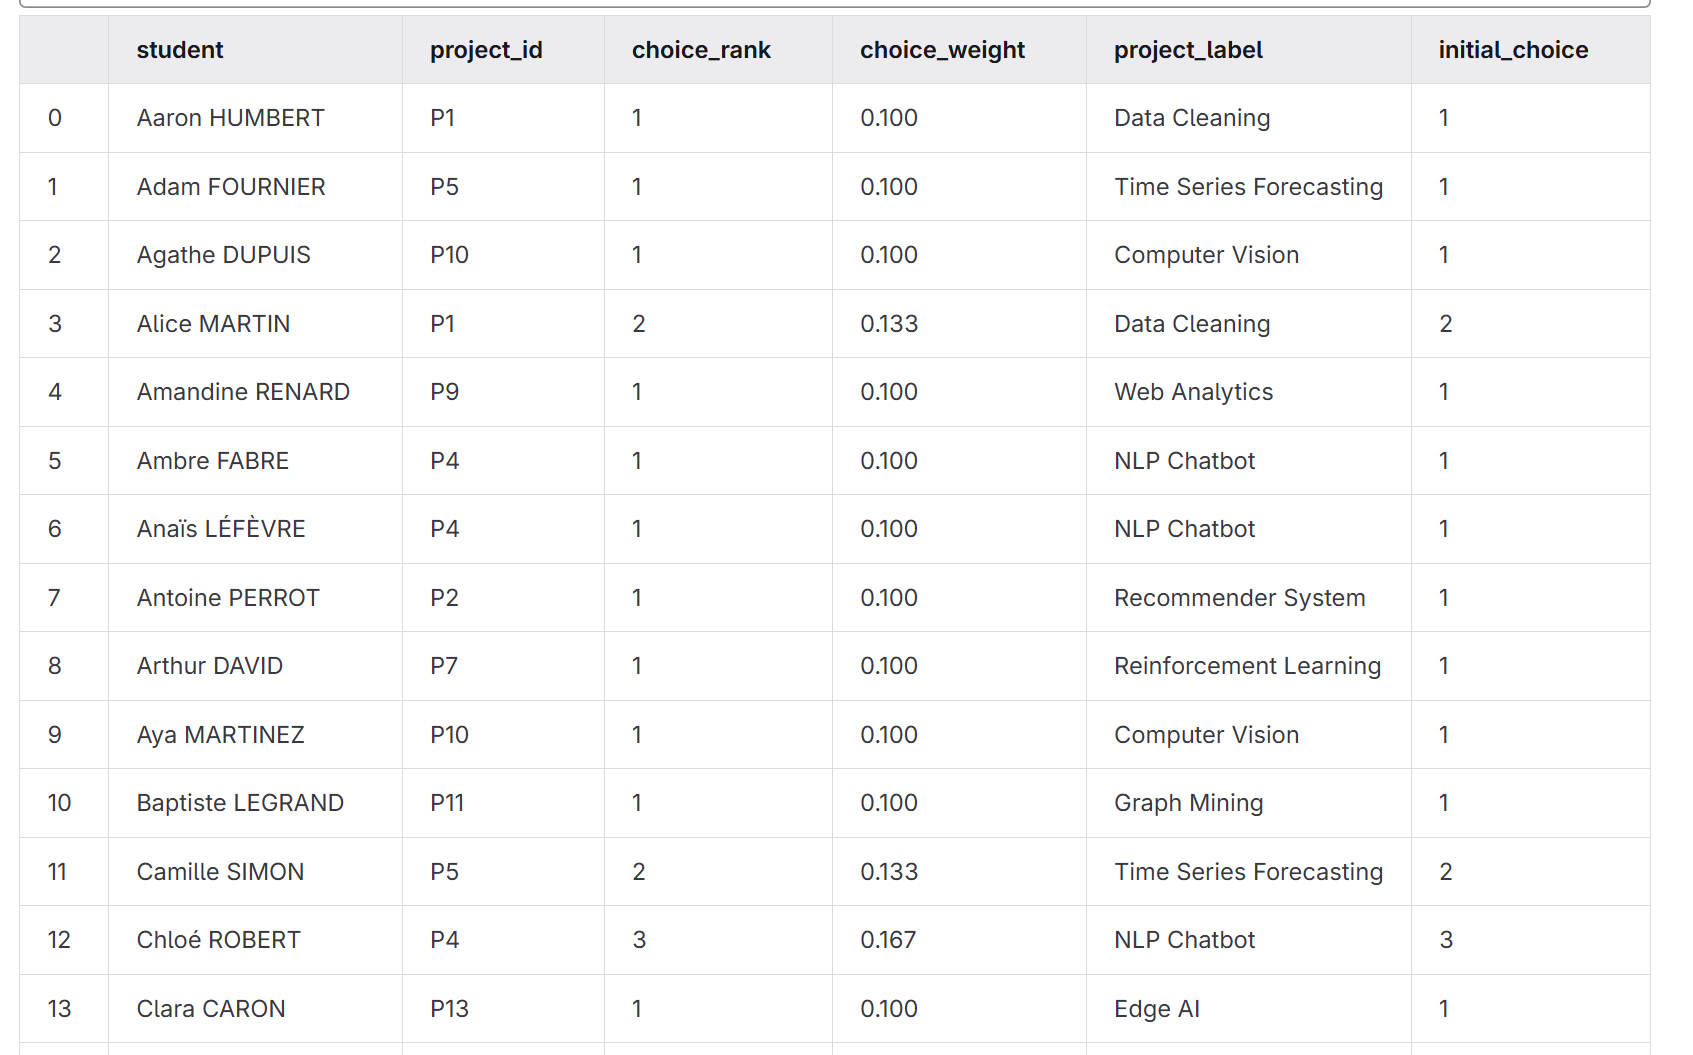 student project_id choice_rank choice_weight project_label initial_choice
0 Aaron HUMBERT P1 1 0.100 Data Cleaning 1
1 Adam FOURNIER P5 1 0.100 Time Series Forecasting 1
2 Agathe DUPUIS P10 1 0.100 Computer Vision 1
3 Alice MARTIN P1 2 0.133 Data Cleaning 2
4 Amandine RENARD P9 1 0.100 Web Analytics 1
5 Ambre FABRE P4 1 0.100 NLP Chatbot 1
6 Anaïs LÉFÈVRE P4 1 0.100 NLP Chatbot 1
7 Antoine PERROT P2 1 0.100 Recommender System 1
8 Arthur DAVID P7 1 0.100 Reinforcement Learning 1
9 Aya MARTINEZ P10 1 0.100 Computer Vision 1
10 Baptiste LEGRAND P11 1 0.100 Graph Mining 1
11 Camille SIMON P5 2 0.133 Time Series Forecasting 2
12 Chloé ROBERT P4 3 0.167 NLP Chatbot 3
13 Clara CARON P13 1 0.100 Edge AI 1